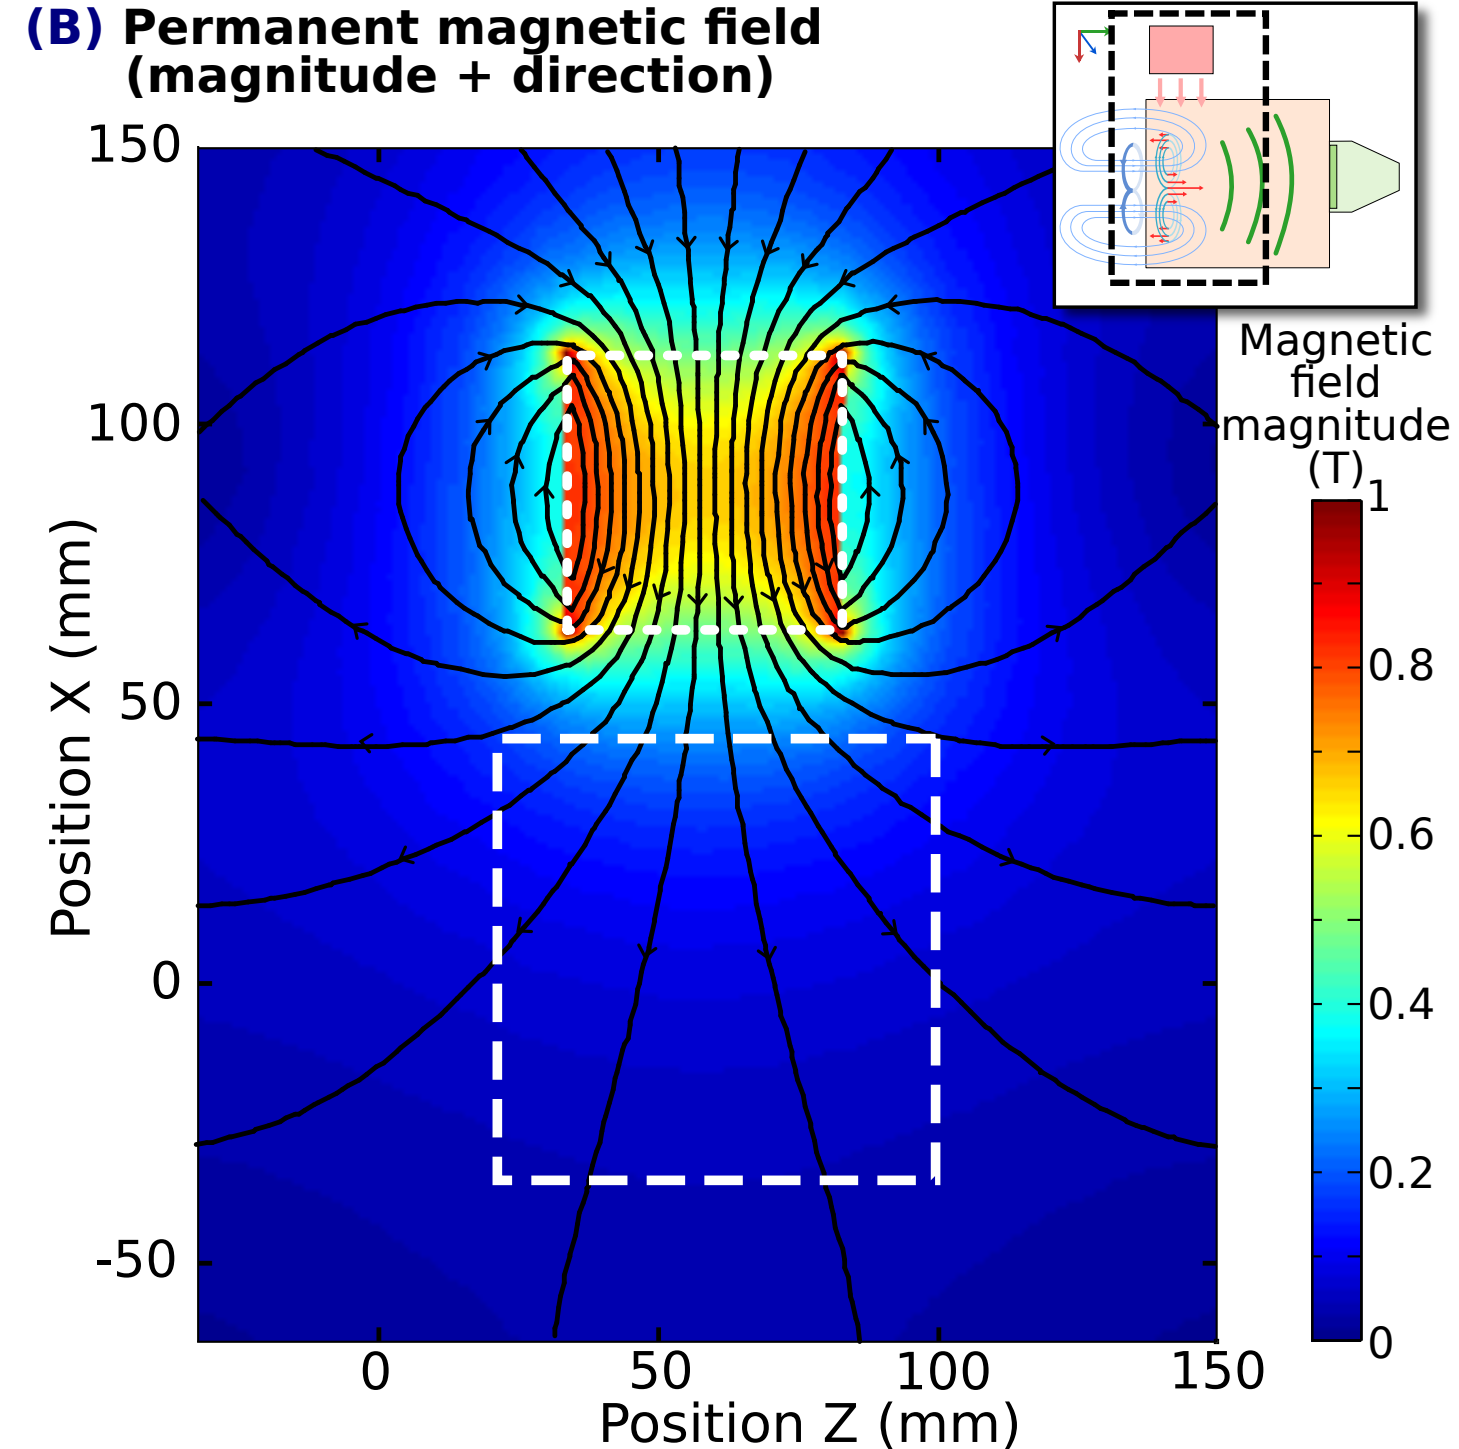 (B) Permanent magnetic field
(magnitude + direction)
Magnetic
field
magnitude
(T)
1
0.8
0.6
0.4
0.2
0
150
100
50
0
-50
Position X (mm)
0
50
100
150
Position Z (mm)